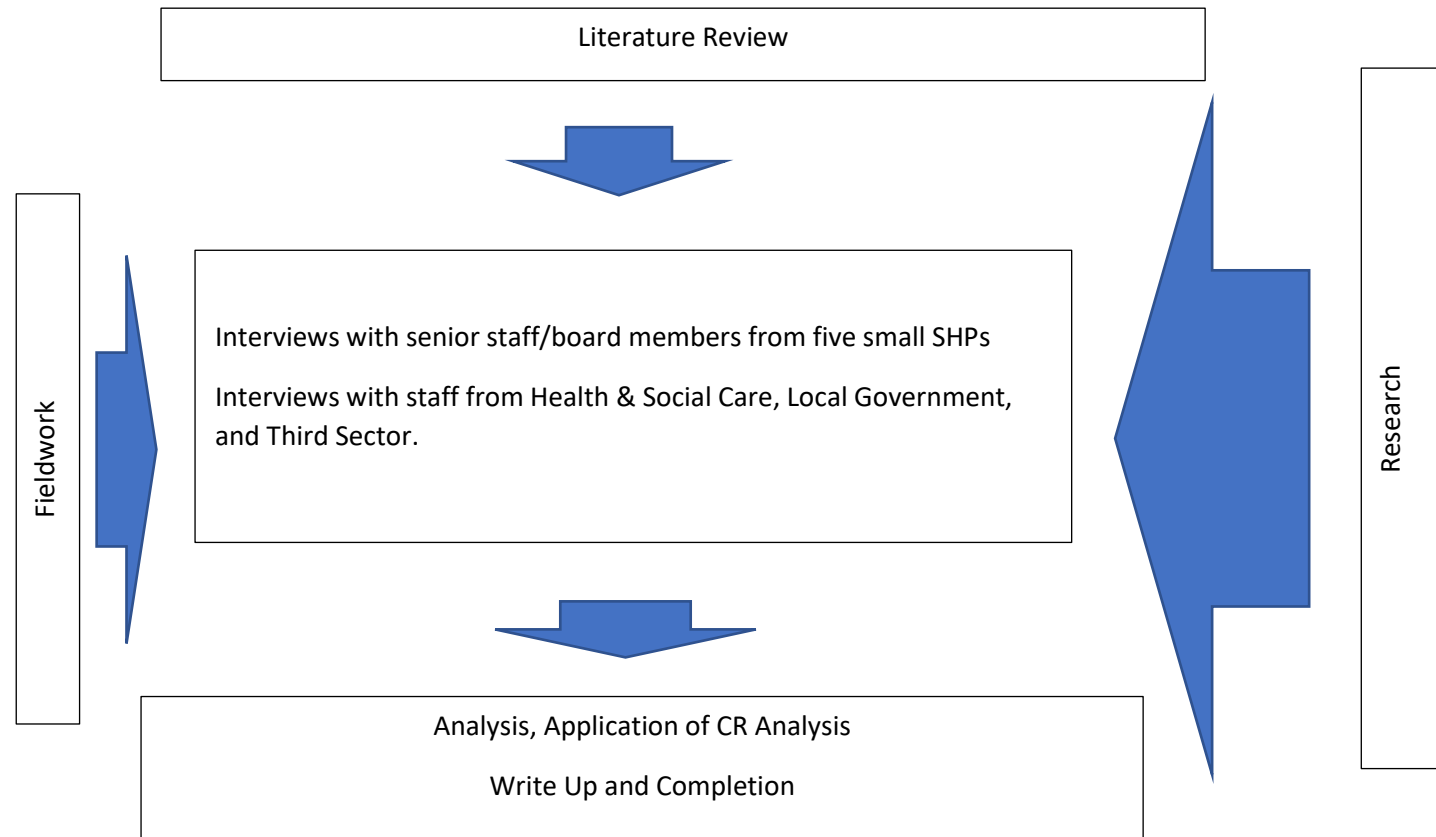 Literature Review
Fieldwork
Interviews with senior staff/board members from five small SHPs
Interviews with staff from Health & Social Care, Local Government,
and Third Sector.
Research
Analysis, Application of CR Analysis
Write Up and Completion